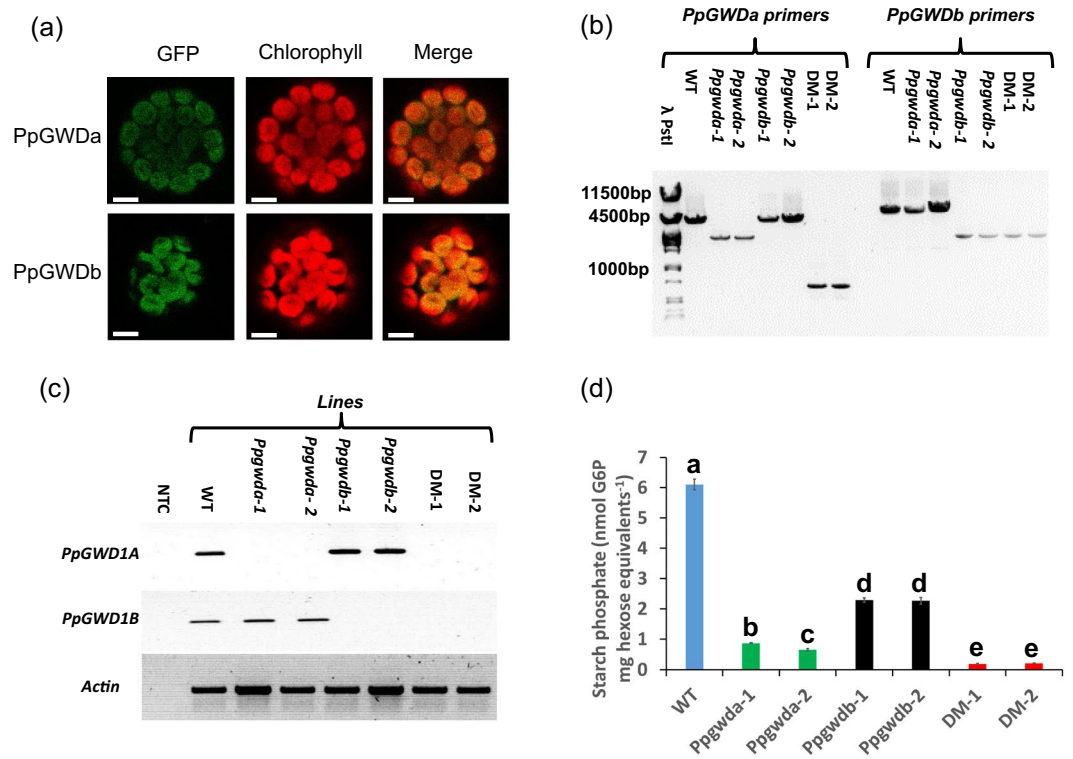 (a)
GFP
Chlorophyll
Merge
PpGWDa
PpGWDb
(b)
PpGWDa primers
PpGWDb primers
λ PstI
WT
Ppgwda-1
Ppgwda- 2
Ppgwdb-1
Ppgwdb- 2
DM-1
DM-2
WT
Ppgwda-1
Ppgwda- 2
Ppgwdb-1
Ppgwdb- 2
DM-1
DM-2
11500bp
4500bp
1000bp
(c)
Lines
NTC
WT
Ppgwda-1
Ppgwda- 2
Ppgwdb-1
Ppgwdb-2
DM-1
DM-2
PpGWD1A
PpGWD1B
Actin
(d)
Starch phosphate (nmol G6P
mg hexose equivalents⁻¹)
7
6
5
4
3
2
1
0
a
b
c
d
d
e
e
WT
Ppgwda-1
Ppgwda-2
Ppgwdb-1
Ppgwdb-2
DM-1
DM-2